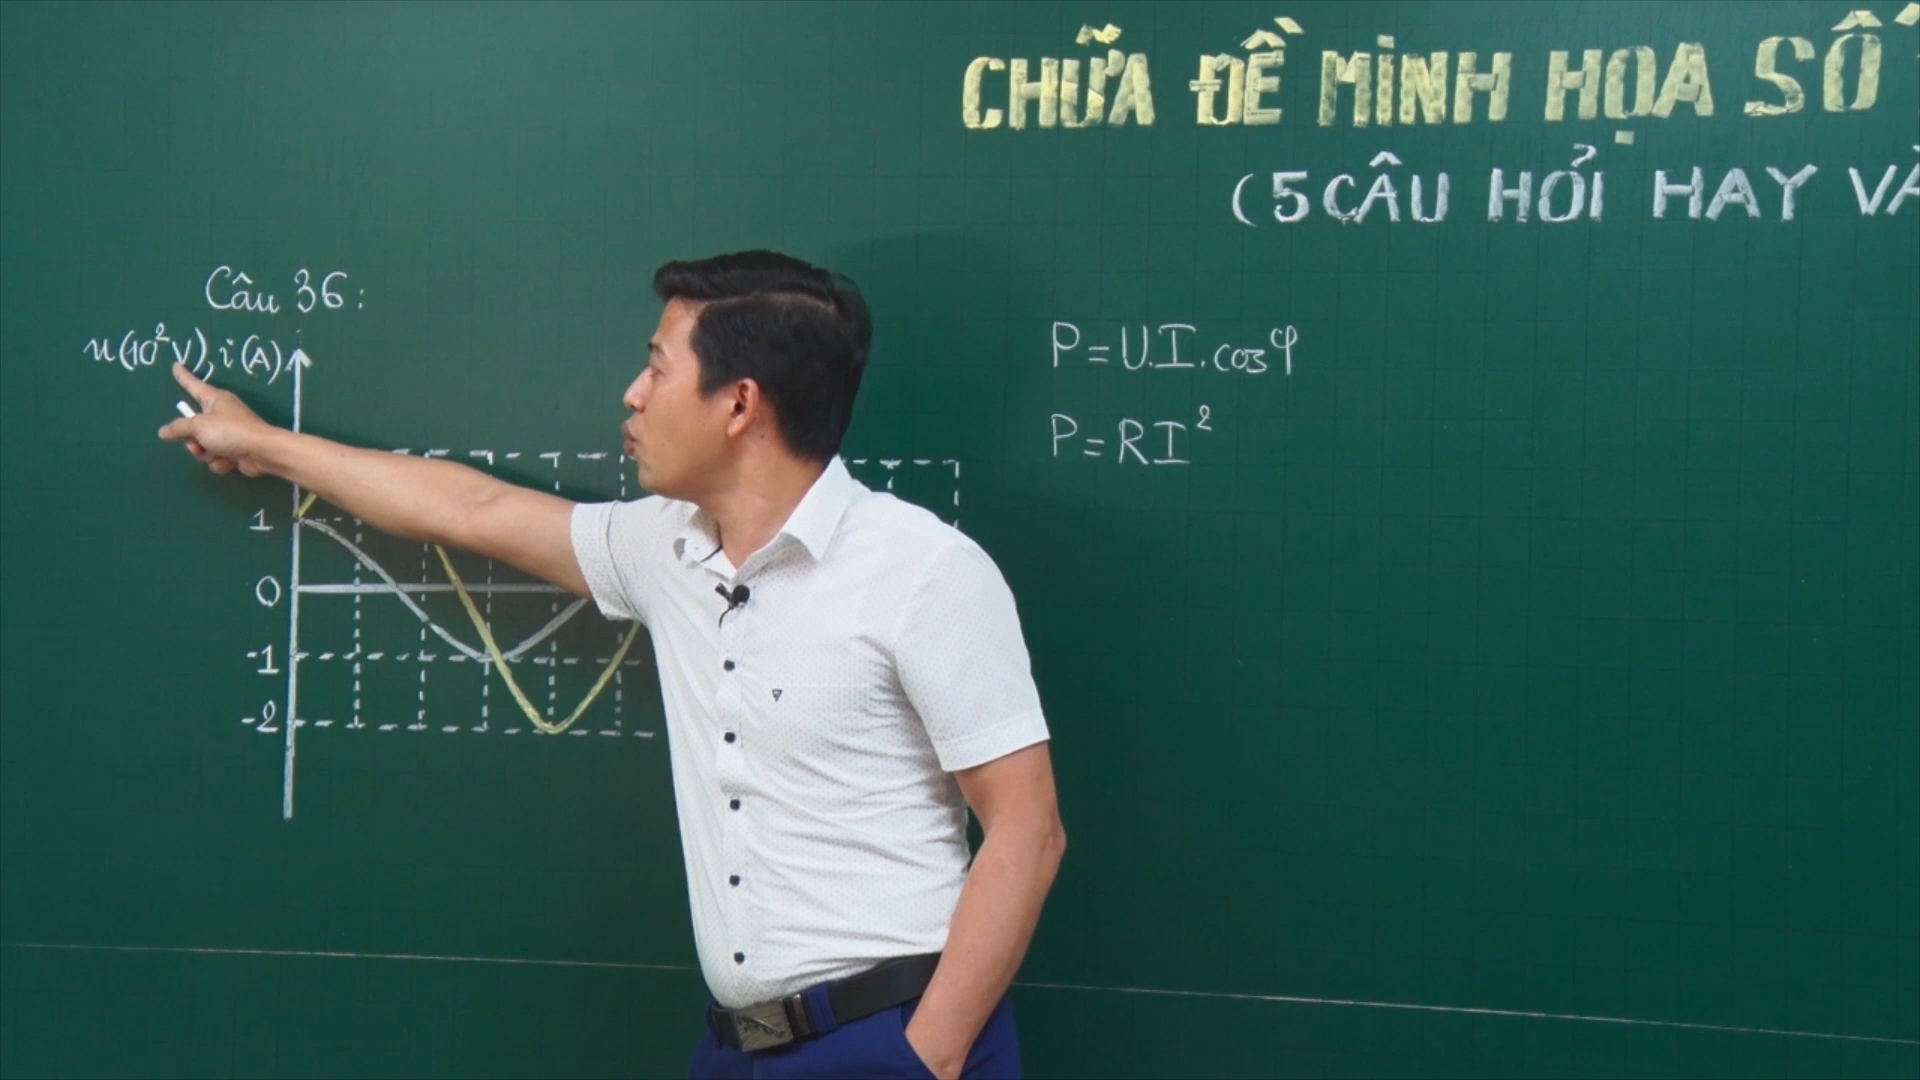 CHỮA ĐỀ MINH HỌA SỐ
(5 CÂU HỎI HAY VÀ
Câu 36:
u(10²V), i(A)
1
0
-1
-2
P=U.I.cosφ
P=RI²